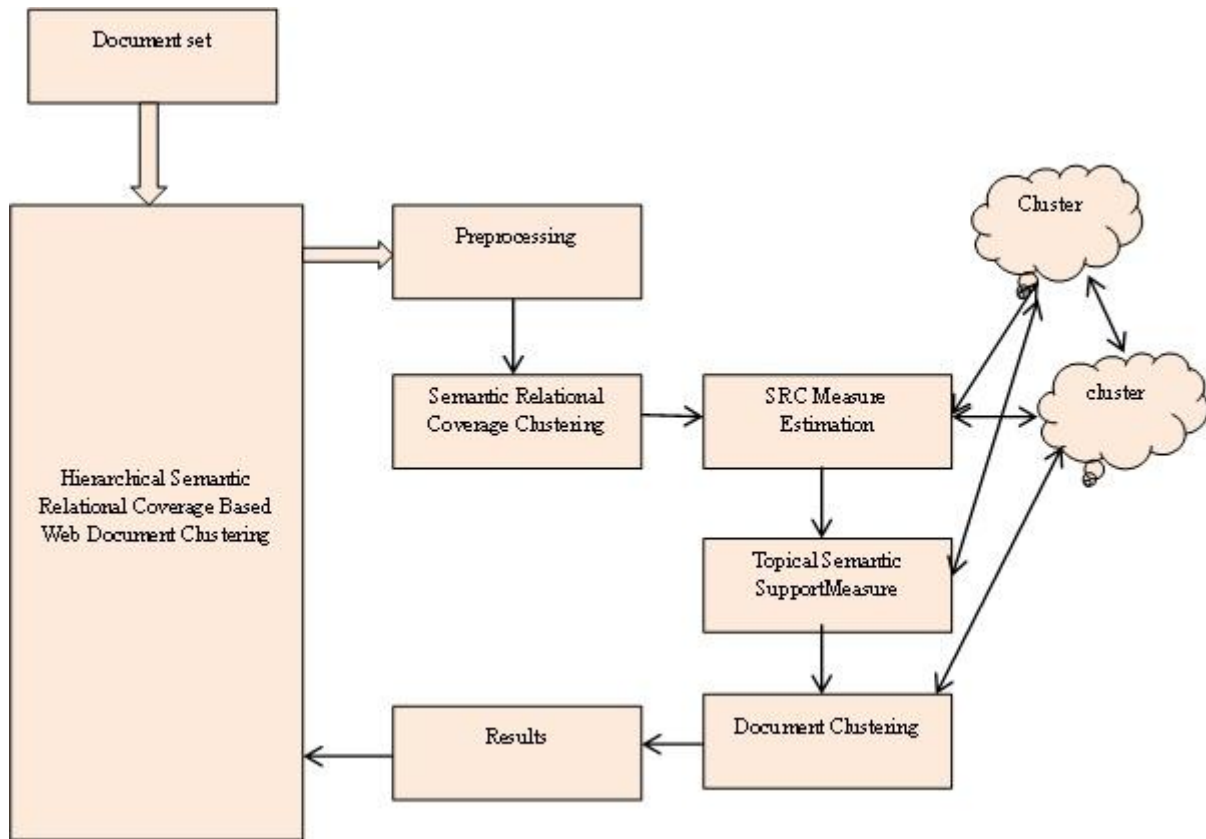 Document set
Cluster
Preprocessing
Semantic Relational
Coverage Clustering
SRC Measure
Estimation
cluster
Hierarchical Semantic
Relational Coverage Based
Web Document Clustering
Topical Semantic
SupportMeasure
Results
Document Clustering